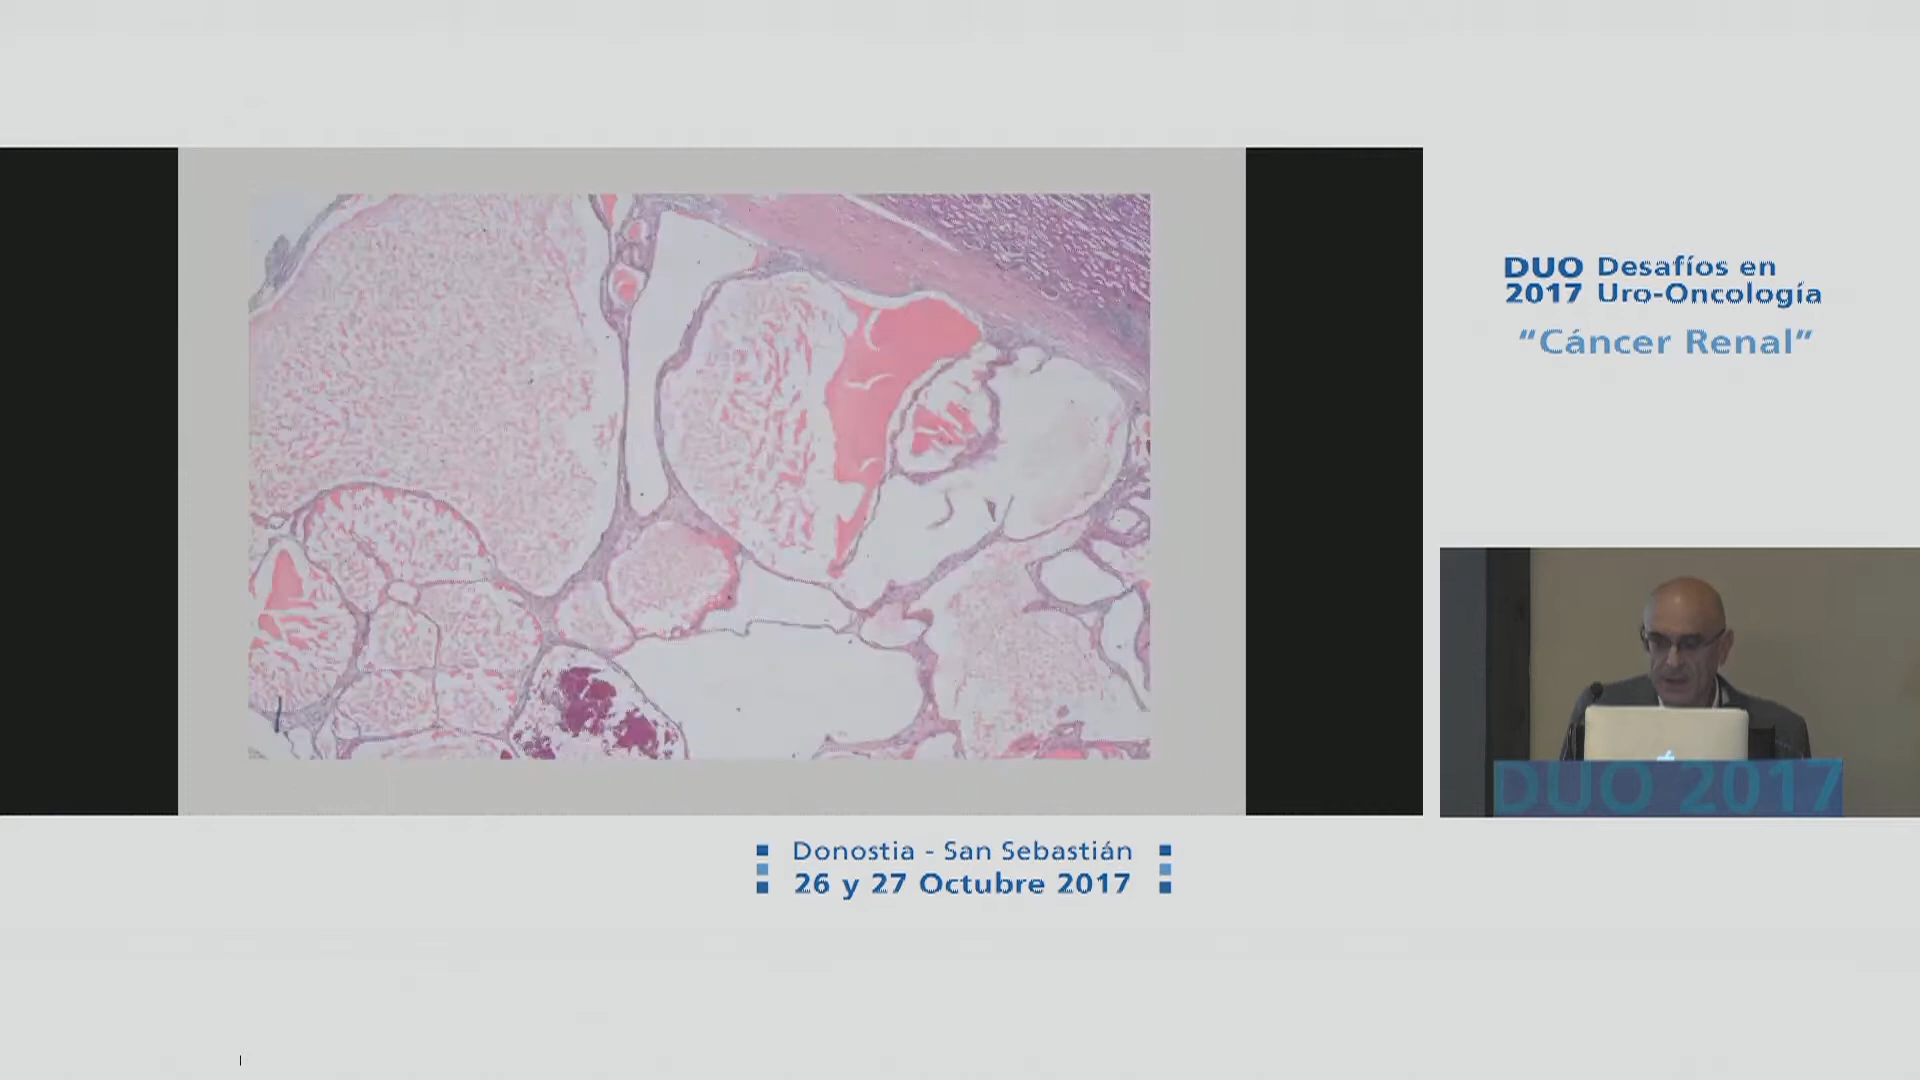 DUO Desafíos en
2017 Uro-Oncología
“Cáncer Renal”
DUO 2017
Donostia - San Sebastián
26 y 27 Octubre 2017